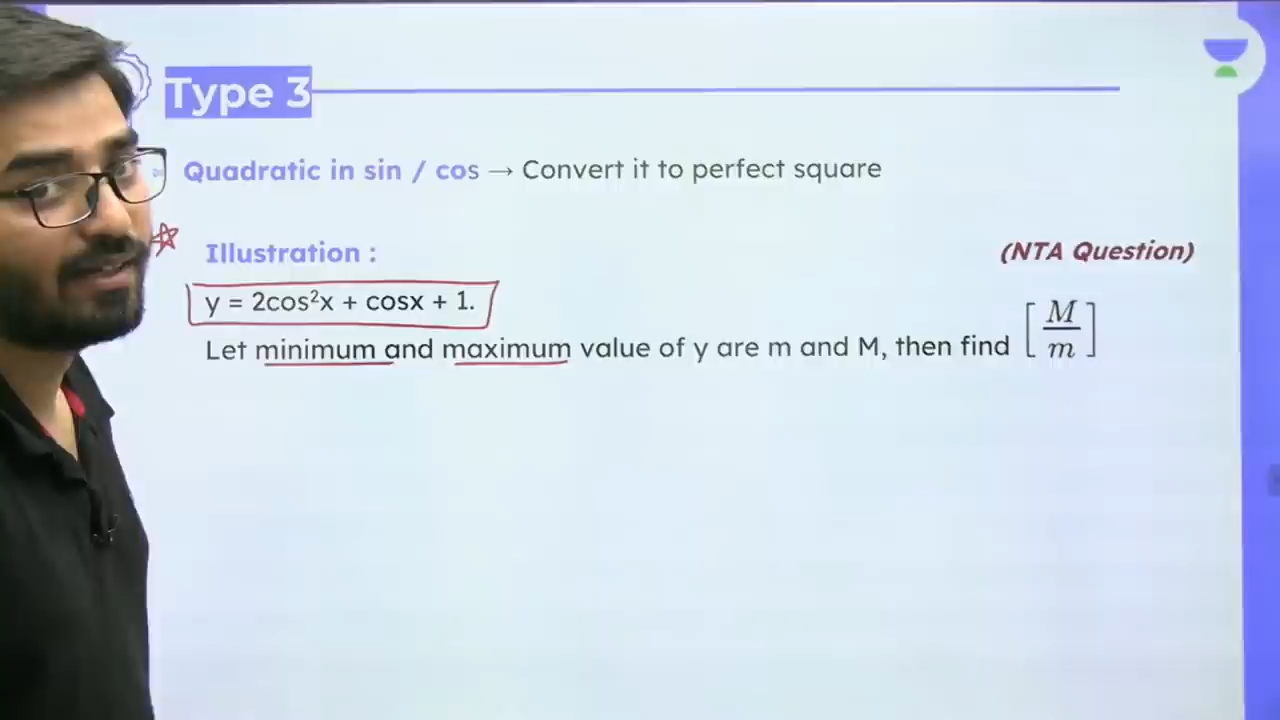 Type 3
Quadratic in sin / cos → Convert it to perfect square
Illustration :
(NTA Question)
y = 2cos²x + cosx + 1.
Let minimum and maximum value of y are m and M, then find [M/m]